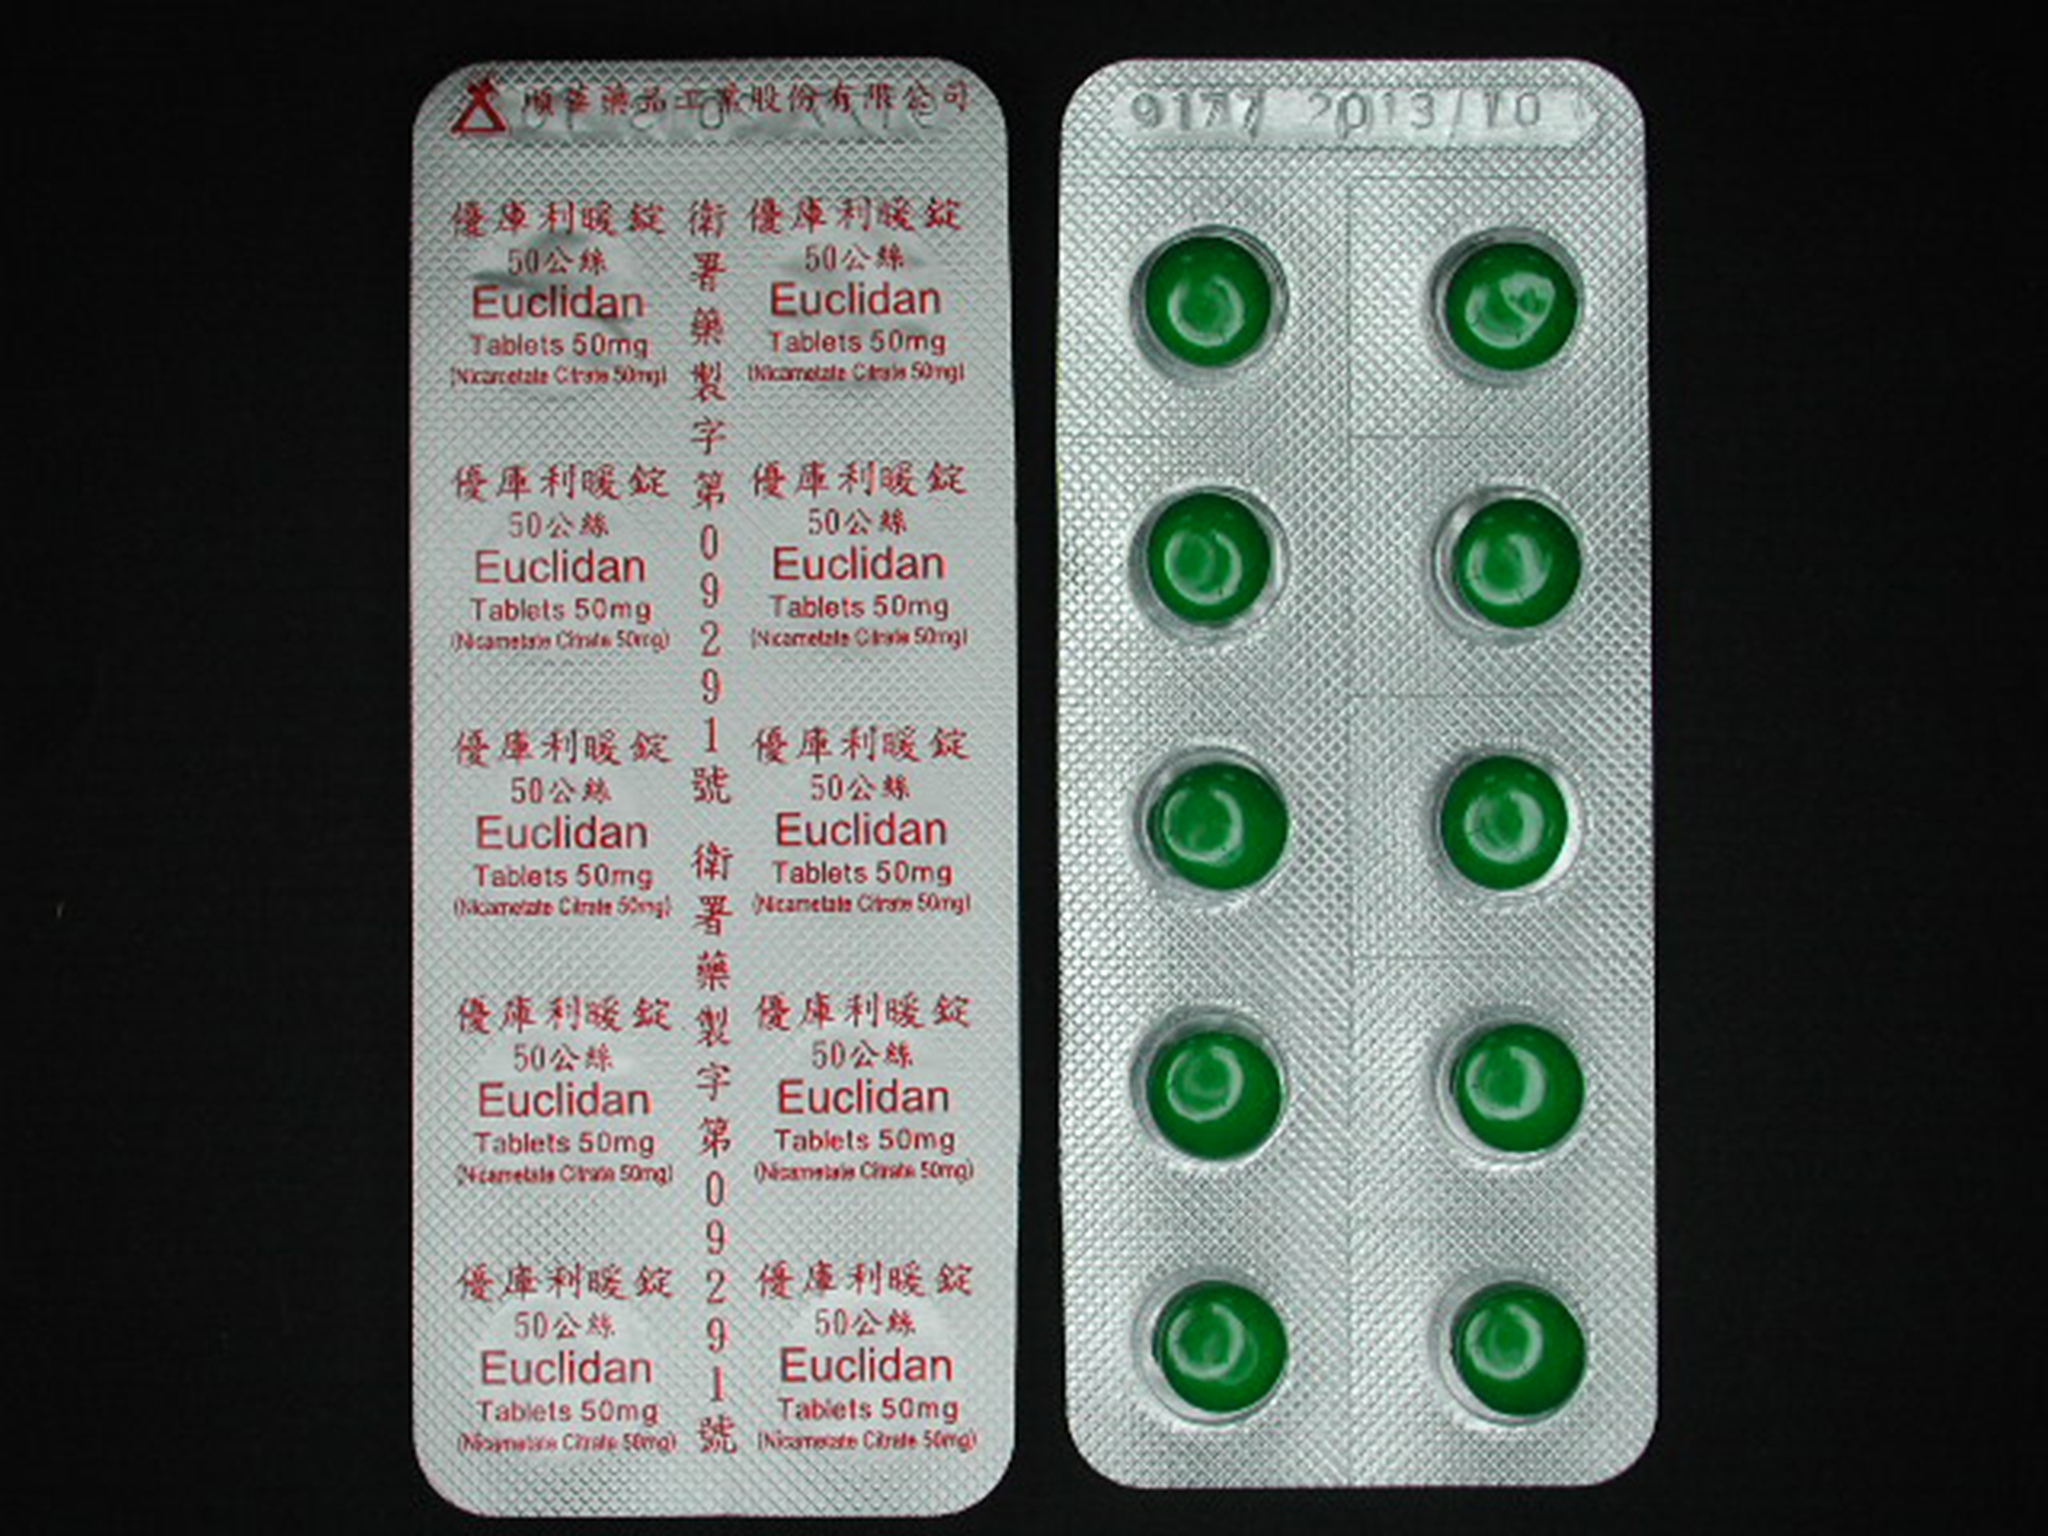 順華藥品工業股份有限公司
優庫利暖錠
50公絲
Euclidan
Tablets 50mg
(Nicametate Citrate 50mg)
優庫利暖錠
50公絲
Euclidan
Tablets 50mg
(Nicametate Citrate 50mg)
優庫利暖錠
50公絲
Euclidan
Tablets 50mg
(Nicametate Citrate 50mg)
優庫利暖錠
50公絲
Euclidan
Tablets 50mg
(Nicametate Citrate 50mg)
優庫利暖錠
50公絲
Euclidan
Tablets 50mg
(Nicametate Citrate 50mg)
衛署藥製字第09291號
衛署藥製字第09291號
優庫利暖錠
50公絲
Euclidan
Tablets 50mg
(Nicametate Citrate 50mg)
優庫利暖錠
50公絲
Euclidan
Tablets 50mg
(Nicametate Citrate 50mg)
優庫利暖錠
50公絲
Euclidan
Tablets 50mg
(Nicametate Citrate 50mg)
優庫利暖錠
50公絲
Euclidan
Tablets 50mg
(Nicametate Citrate 50mg)
優庫利暖錠
50公絲
Euclidan
Tablets 50mg
(Nicametate Citrate 50mg)
9177 2013/10